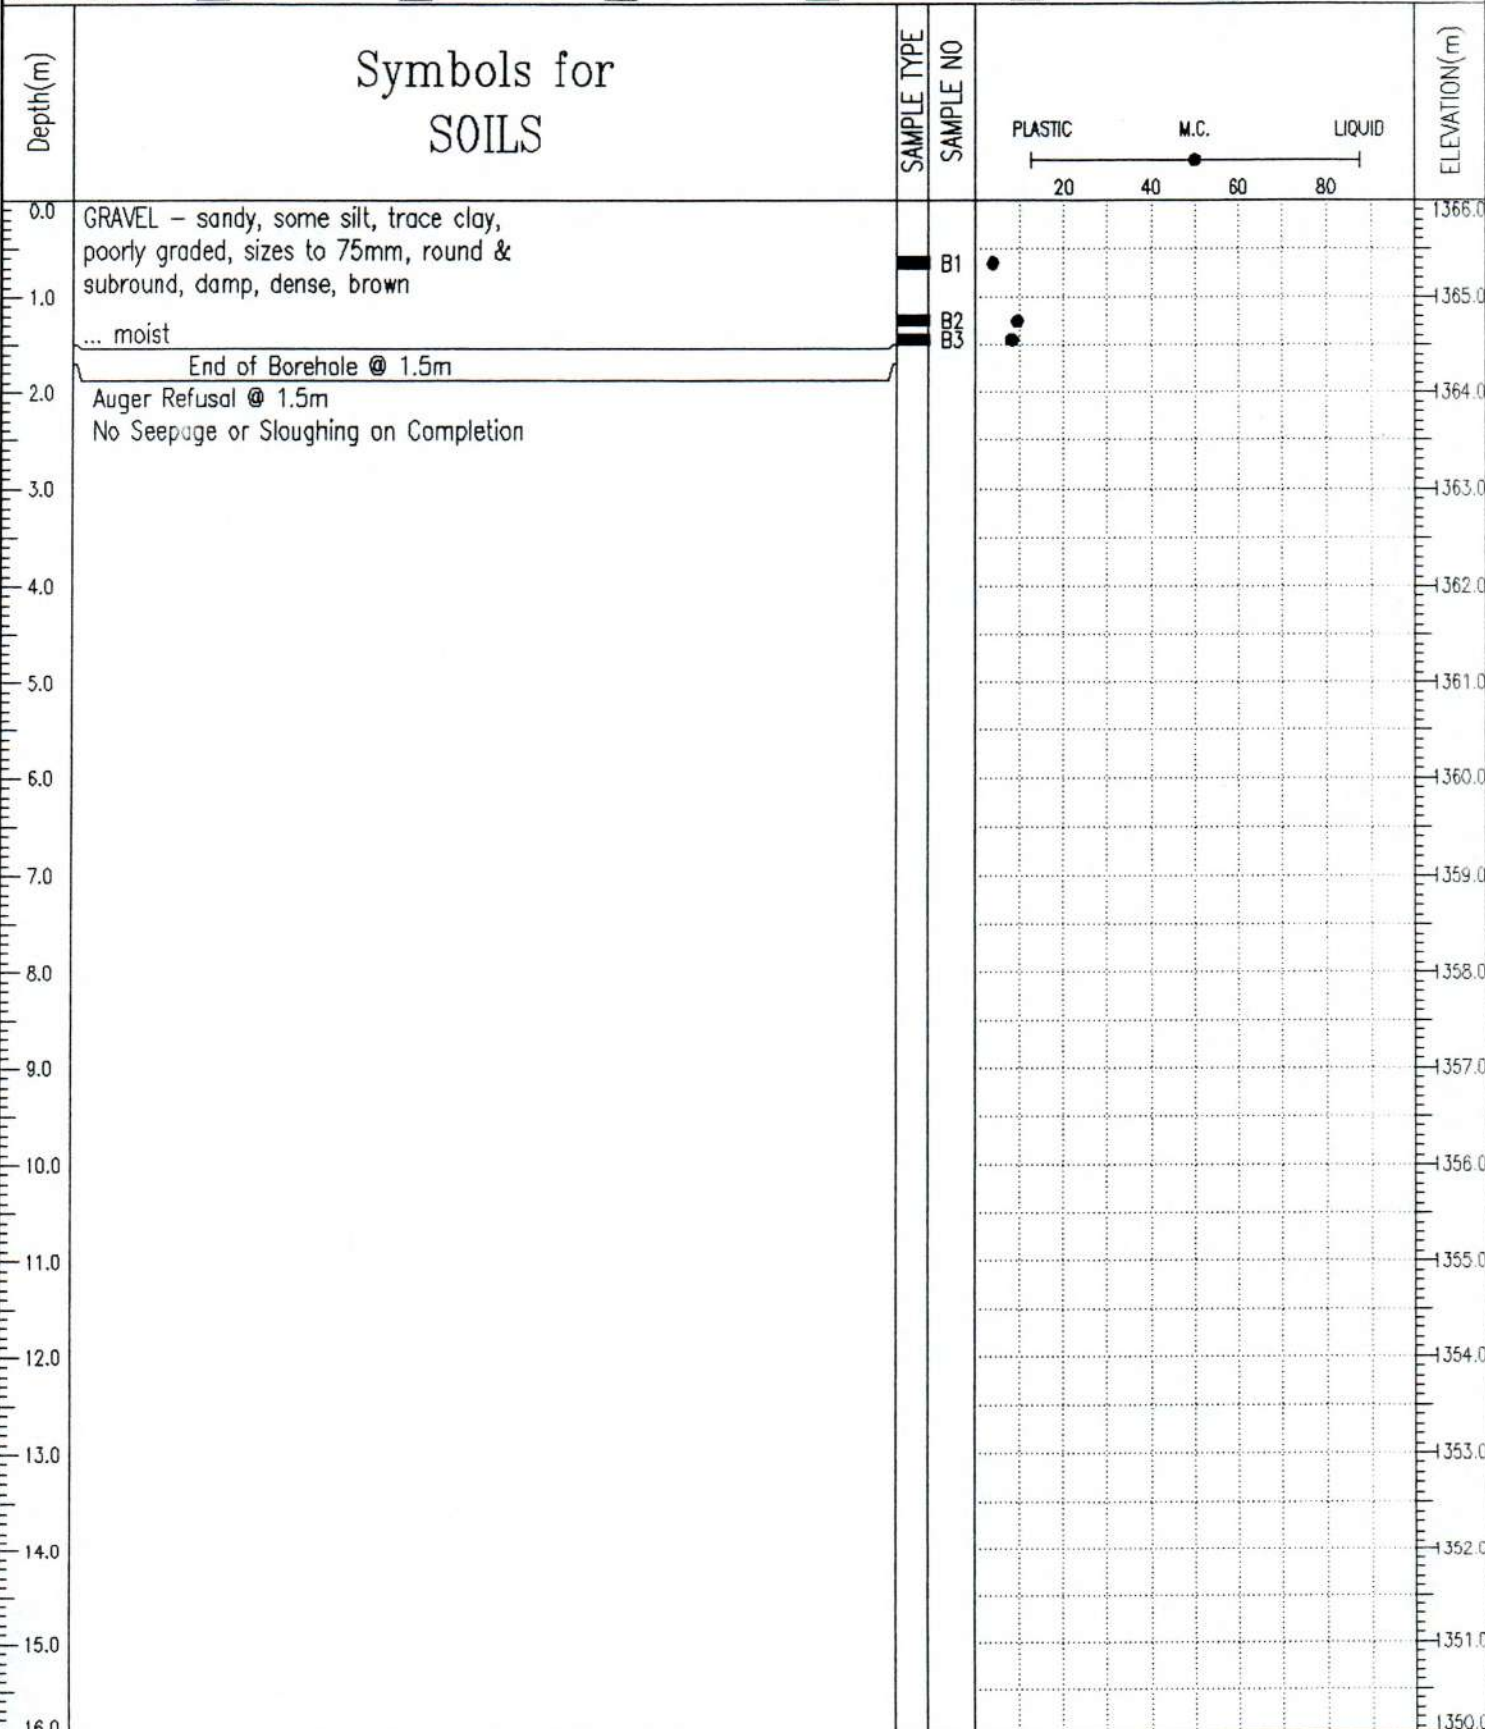 Depth(m)
Symbols for
SOILS
SAMPLE TYPE
SAMPLE NO
PLASTIC M.C. LIQUID
20 40 60 80
ELEVATION(m)
0.0
GRAVEL – sandy, some silt, trace clay,
poorly graded, sizes to 75mm, round &
subround, damp, dense, brown
... moist
End of Borehole @ 1.5m
Auger Refusal @ 1.5m
No Seepage or Sloughing on Completion
B1
B2
B3
1.0
2.0
3.0
4.0
5.0
6.0
7.0
8.0
9.0
10.0
11.0
12.0
13.0
14.0
15.0
16.0
1366.0
1365.0
1364.0
1363.0
1362.0
1361.0
1360.0
1359.0
1358.0
1357.0
1356.0
1355.0
1354.0
1353.0
1352.0
1351.0
1350.0